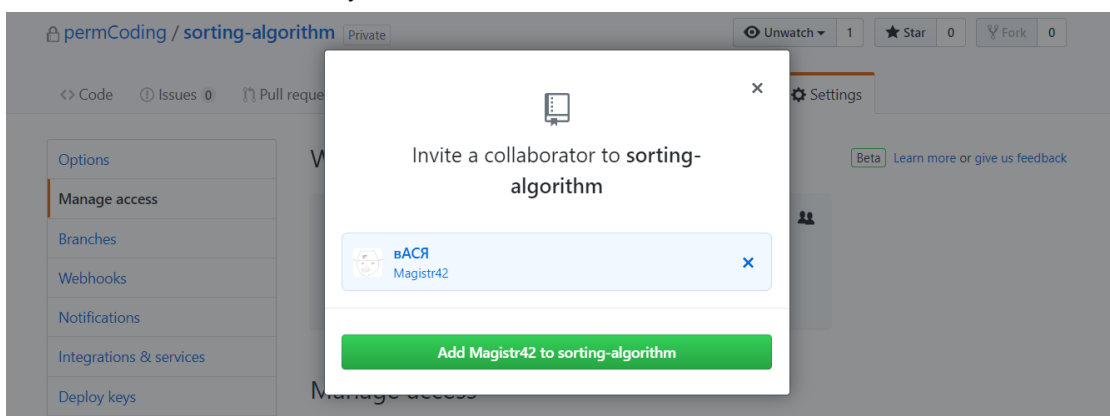 permCoding / sorting-algorithm Private
Unwatch 1 Star 0 Fork 0
Code Issues 0 Pull reque
Settings
Invite a collaborator to sorting-
algorithm
Options
Manage access
Branches
Webhooks
Notifications
Integrations & services
Deploy keys
W
Beta Learn more or give us feedback
вАСЯ
Magistr42
Add Magistr42 to sorting-algorithm
Manage access